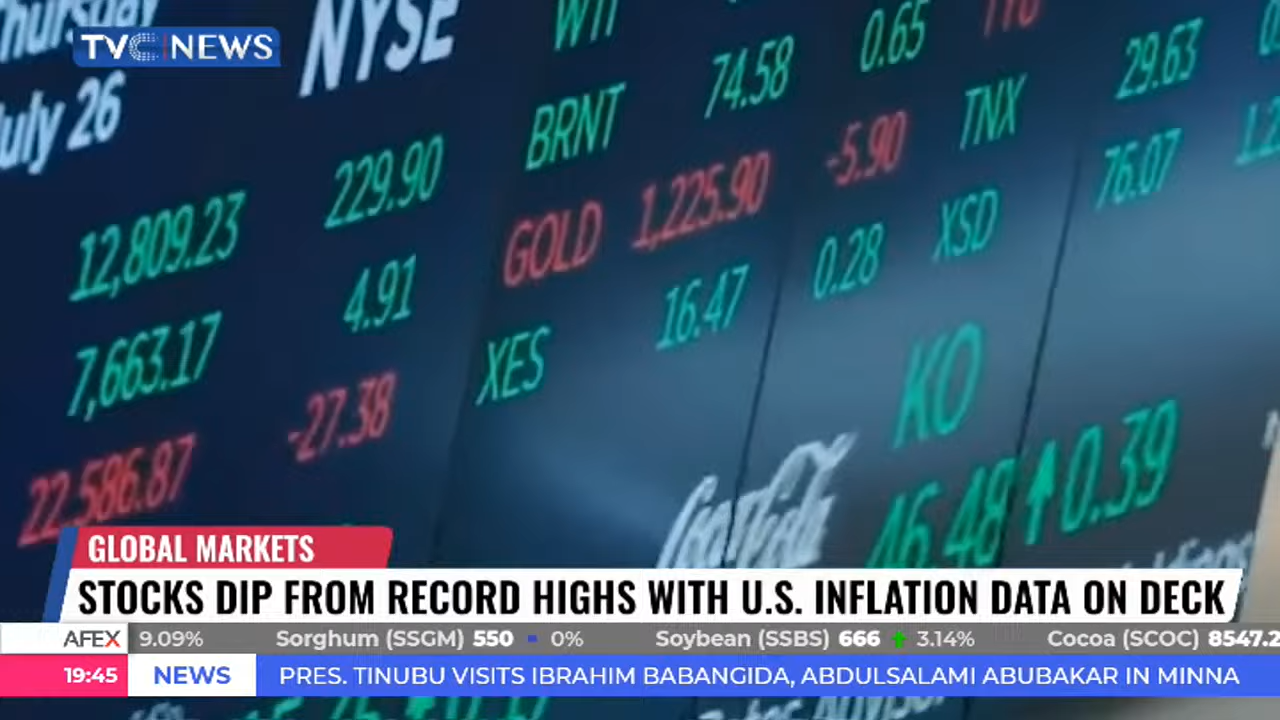 Thursday
TVC NEWS
NYSE
July 26
WTI
0.65
BRNT 74.58
TNX 29.63
12,809.23 229.90
GOLD 1,225.90 -5.90
XSD 76.07
7,663.17 4.91
XES 16.47 0.28
22,586.87 -27.38
KO
Coca-Cola
46.48 0.39
GLOBAL MARKETS
STOCKS DIP FROM RECORD HIGHS WITH U.S. INFLATION DATA ON DECK
AFEX 9.09% Sorghum (SSGM) 550 0% Soybean (SSBS) 666 3.14% Cocoa (SCOC) 8547.2
19:45 NEWS PRES. TINUBU VISITS IBRAHIM BABANGIDA, ABDULSALAMI ABUBAKAR IN MINNA